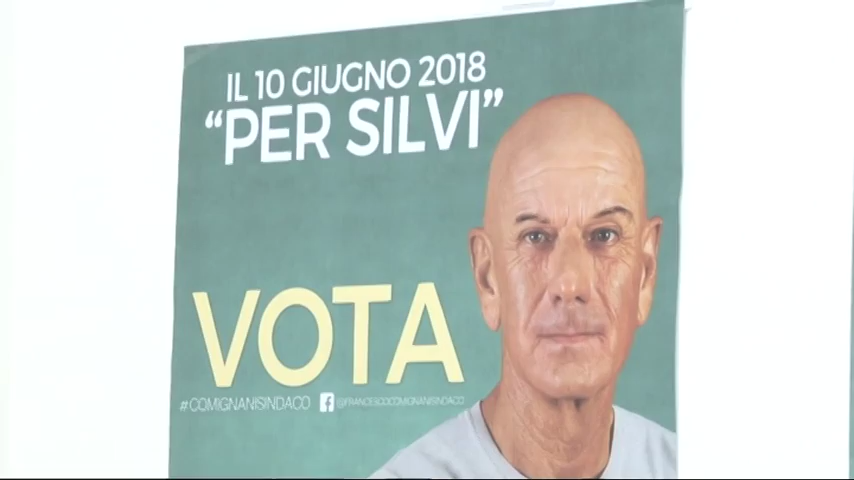 IL 10 GIUGNO 2018
“PER SILVI”
VOTA
#COMIGNANISINDACO @FRANCESCOCOMIGNANISINDACO